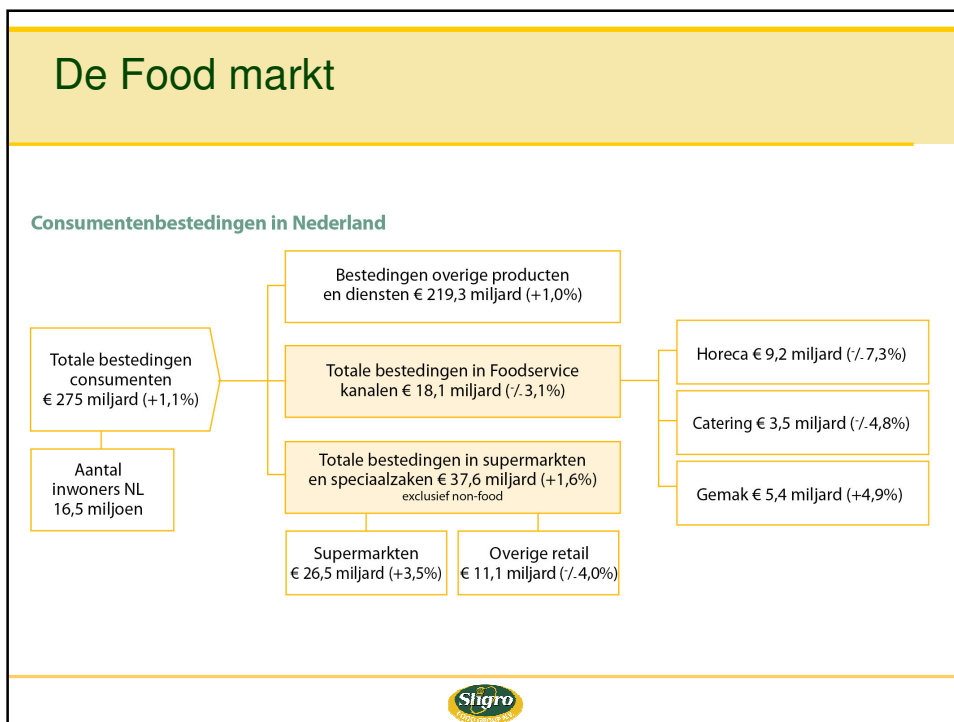 De Food markt
Consumentenbestedingen in Nederland
Bestedingen overige producten
en diensten € 219,3 miljard (+1,0%)
Totale bestedingen
consumenten
€ 275 miljard (+1,1%)
Totale bestedingen in Foodservice
kanalen € 18,1 miljard (-/- 3,1%)
Horeca € 9,2 miljard (-/- 7,3%)
Catering € 3,5 miljard (-/- 4,8%)
Gemak € 5,4 miljard (+4,9%)
Aantal
inwoners NL
16,5 miljoen
Totale bestedingen in supermarkten
en speciaalzaken € 37,6 miljard (+1,6%)
exclusief non-food
Supermarkten
€ 26,5 miljard (+3,5%)
Overige retail
€ 11,1 miljard (-/- 4,0%)
Sligro